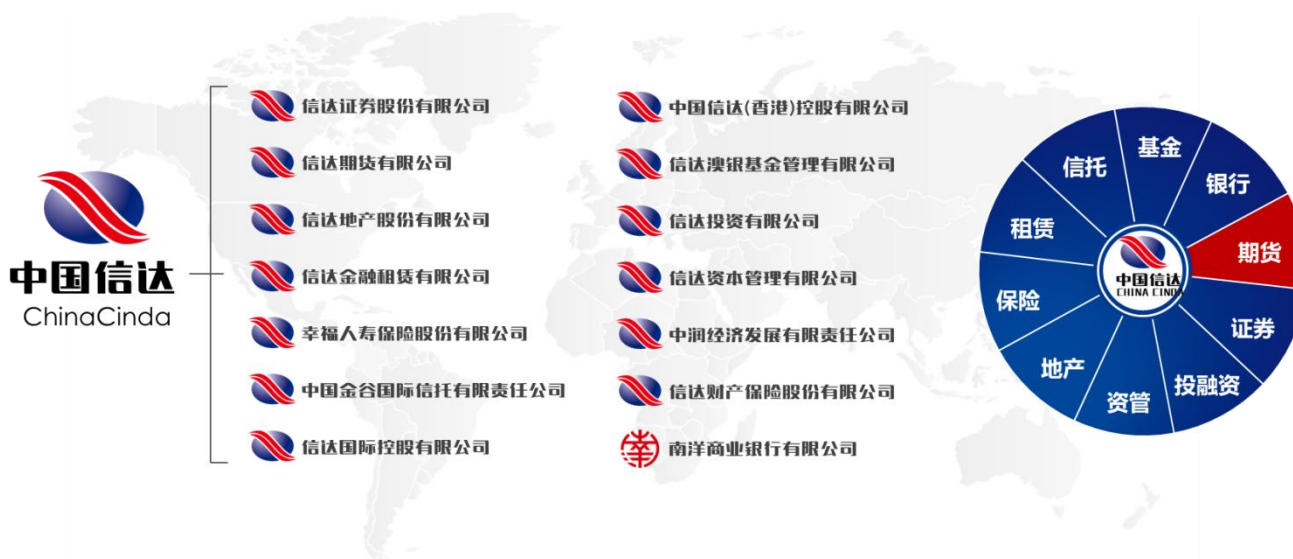 中国信达
ChinaCinda
信达证券股份有限公司
信达期货有限公司
信达地产股份有限公司
信达金融租赁有限公司
幸福人寿保险股份有限公司
中国金谷国际信托有限责任公司
信达国际控股有限公司
中国信达(香港)控股有限公司
信达澳银基金管理有限公司
信达投资有限公司
信达资本管理有限公司
中润经济发展有限责任公司
信达财产保险股份有限公司
南洋商业银行有限公司
基金
银行
期货
证券
投融资
资管
地产
保险
租赁
信托
中国信达
CHINA CINDA